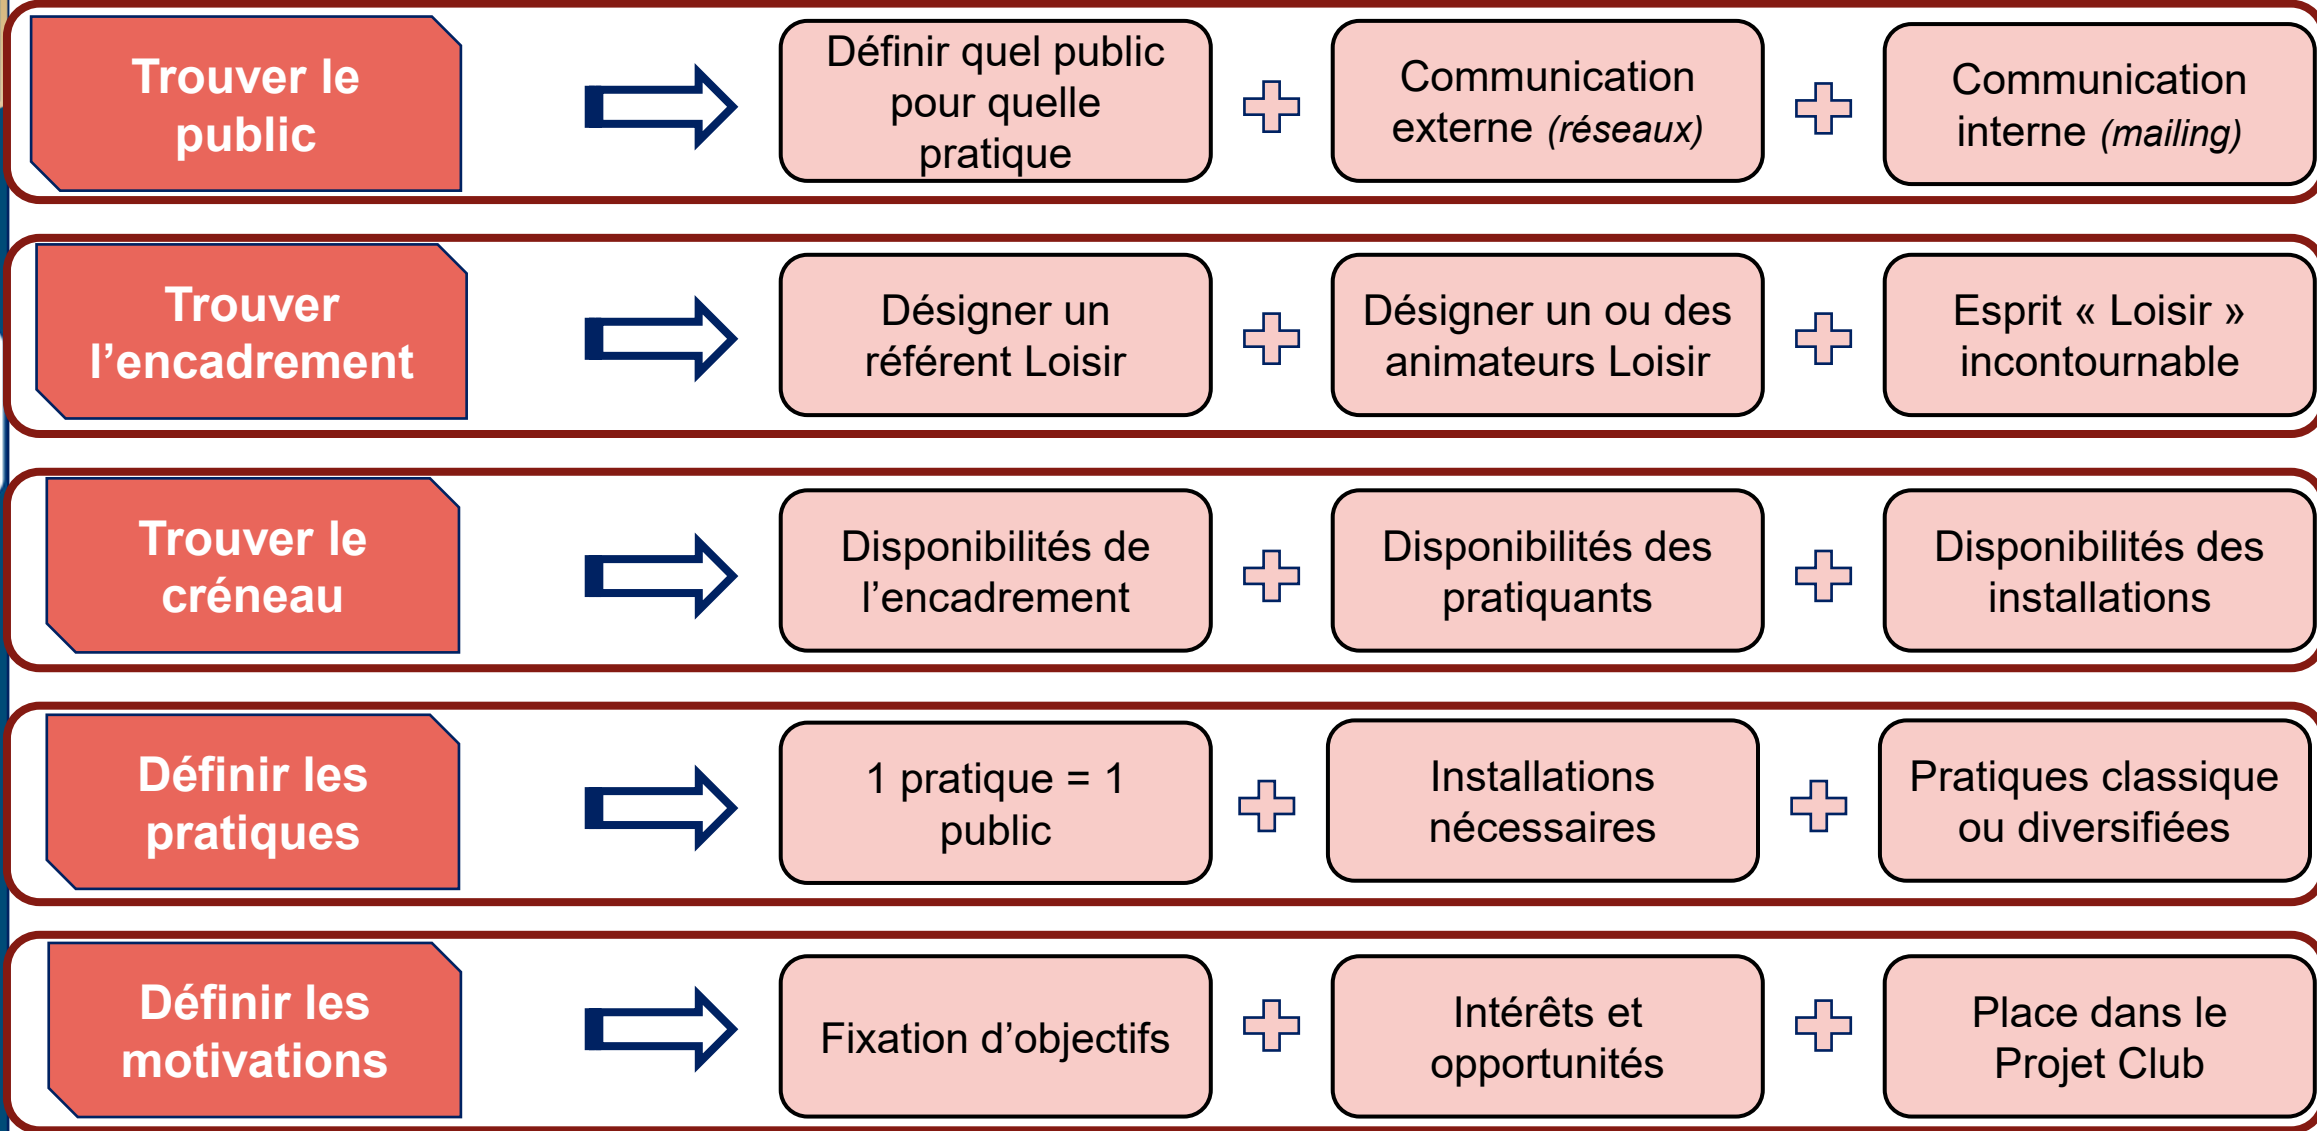 Trouver le
public
Définir quel public
pour quelle
pratique
Communication
externe (réseaux)
Communication
interne (mailing)
Trouver
l’encadrement
Désigner un
référent Loisir
Désigner un ou des
animateurs Loisir
Esprit « Loisir »
incontournable
Trouver le
créneau
Disponibilités de
l’encadrement
Disponibilités des
pratiquants
Disponibilités des
installations
Définir les
pratiques
1 pratique = 1
public
Installations
nécessaires
Pratiques classique
ou diversifiées
Définir les
motivations
Fixation d’objectifs
Intérêts et
opportunités
Place dans le
Projet Club